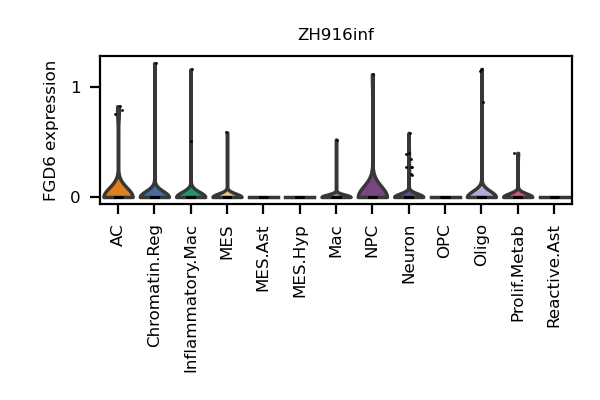 ZH916inf
FGD6 expression
1
0
AC
Chromatin.Reg
Inflammatory.Mac
MES
MES.Ast
MES.Hyp
Mac
NPC
Neuron
OPC
Oligo
Prolif.Metab
Reactive.Ast